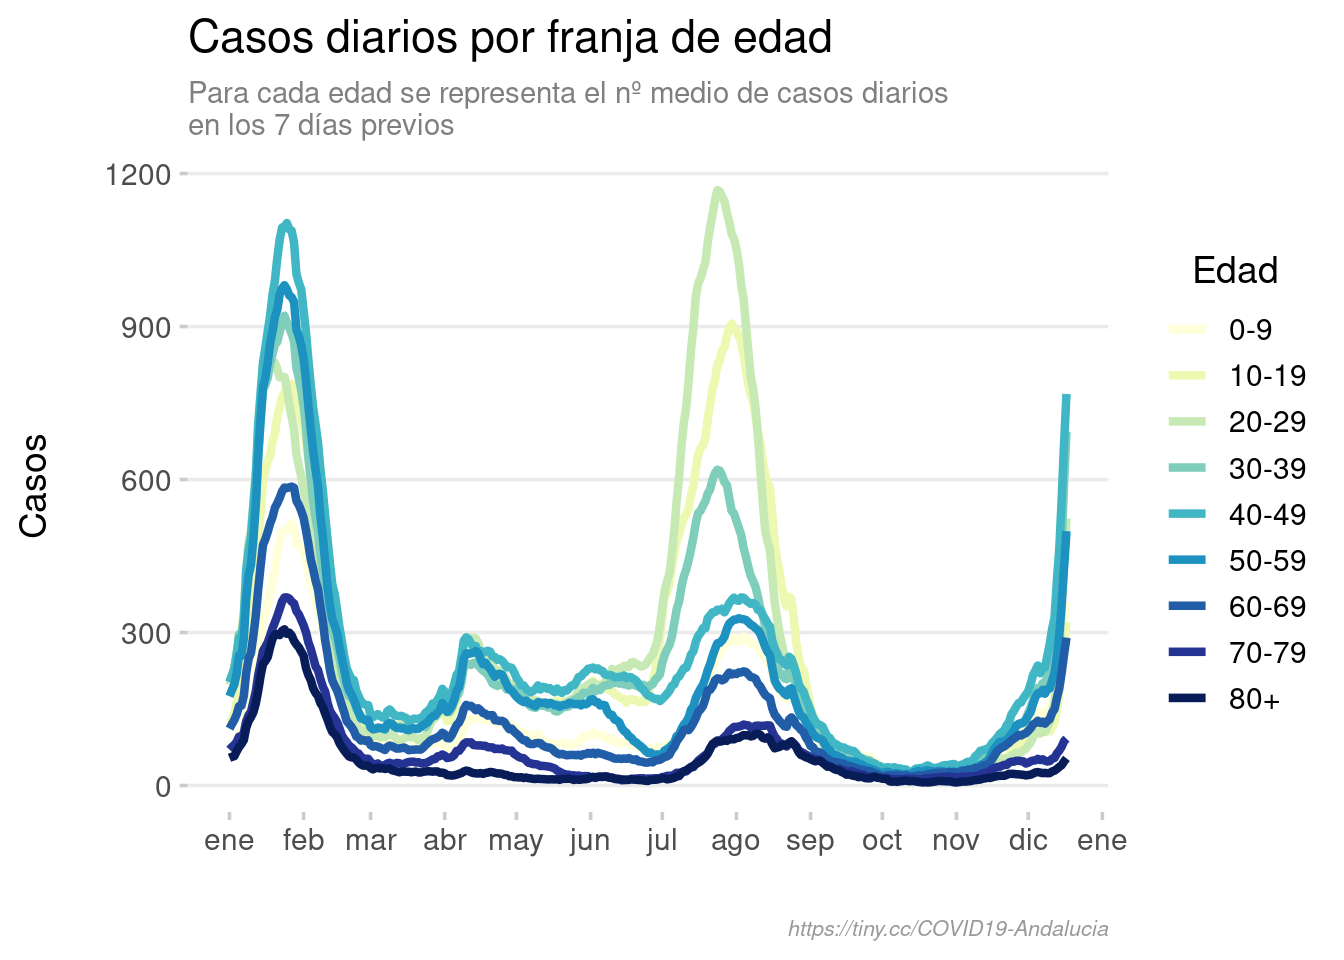 Casos diarios por franja de edad
Para cada edad se representa el nº medio de casos diarios
en los 7 días previos
Casos
1200
900
600
300
0
ene feb mar abr may jun jul ago sep oct nov dic ene
Edad
0-9
10-19
20-29
30-39
40-49
50-59
60-69
70-79
80+
https://tiny.cc/COVID19-Andalucia